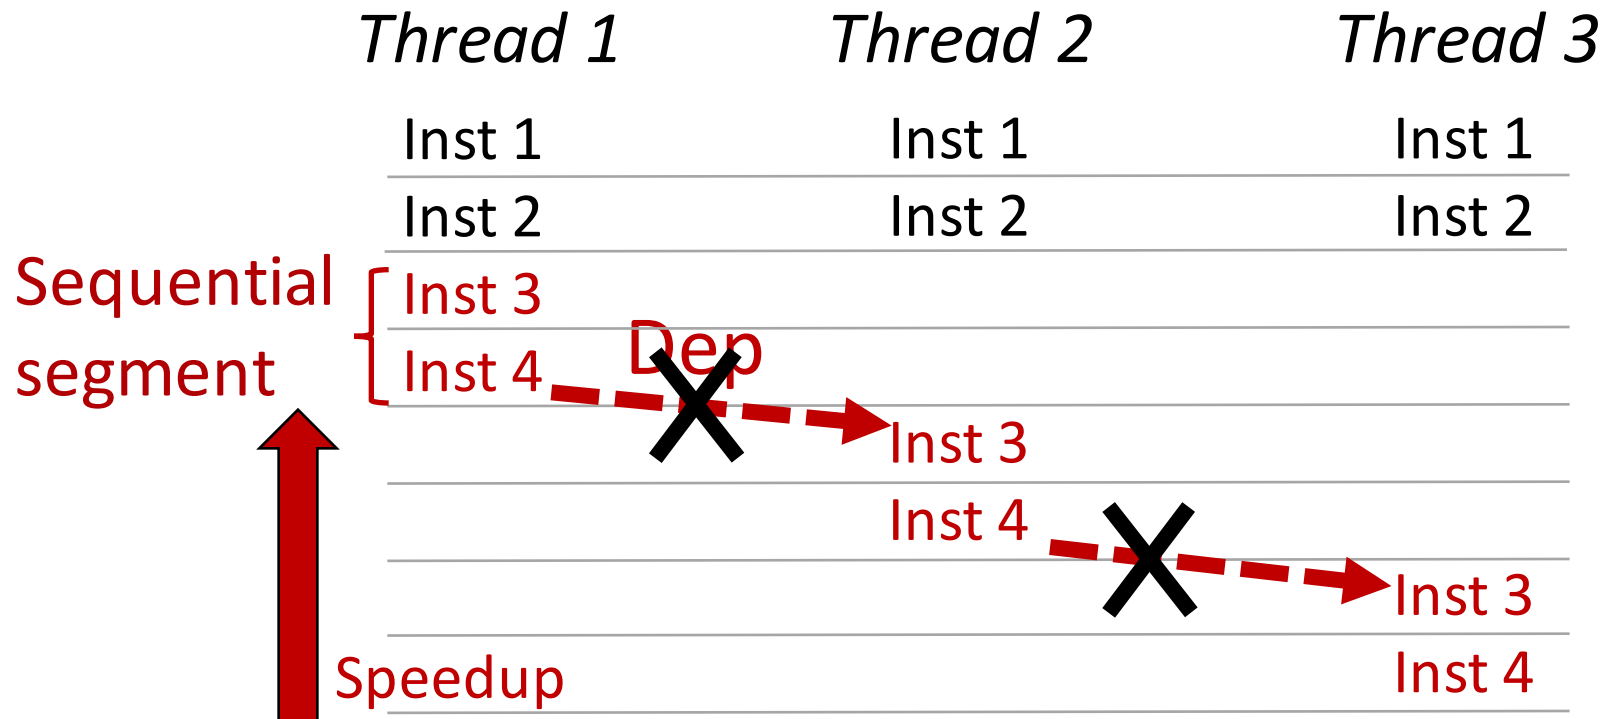 Thread 1 Thread 2 Thread 3
Inst 1 Inst 1 Inst 1
Inst 2 Inst 2 Inst 2
Sequential
segment
Inst 3
Dep
Inst 4
Inst 3
Inst 4
Inst 3
Speedup
Inst 4